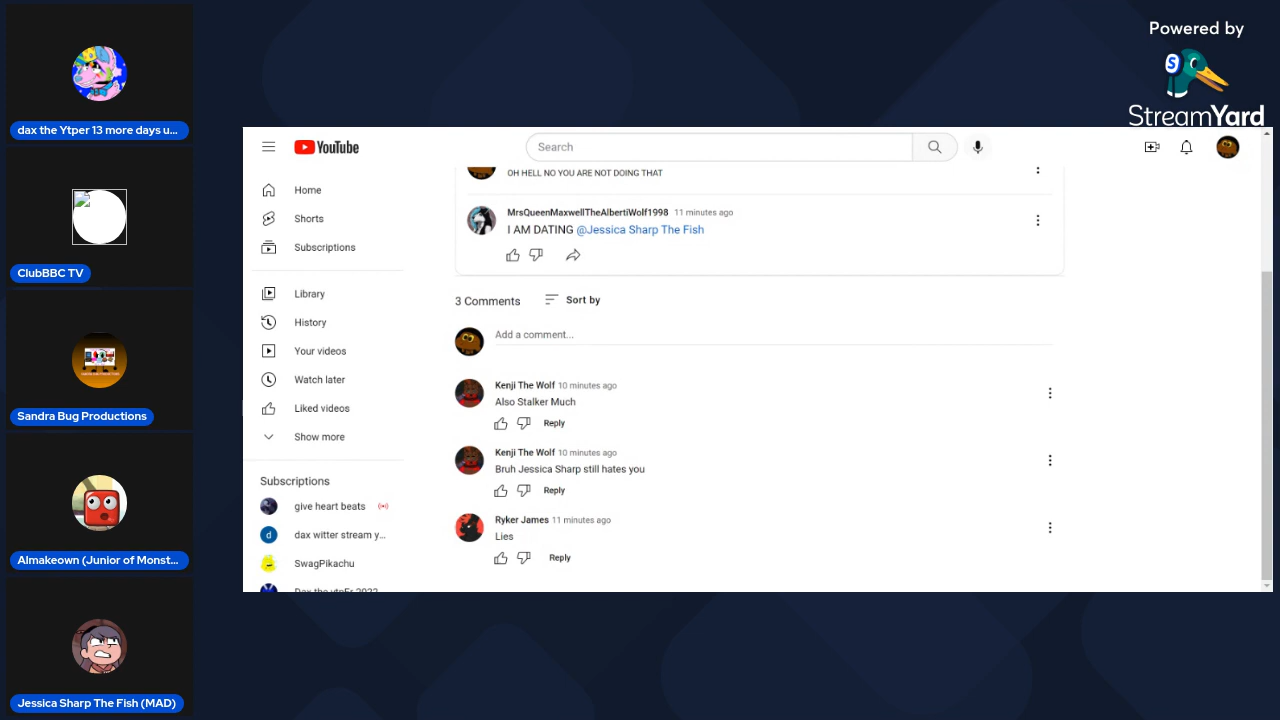 dax the Ytper 13 more days u...
ClubBBC TV
Sandra Bug Productions
Almakeown (Junior of Monst...
Jessica Sharp The Fish (MAD)
Powered by
S
StreamYard
YouTube
Search
Home
Shorts
Subscriptions
Library
History
Your videos
Watch later
Liked videos
Show more
Subscriptions
give heart beats
d
dax witter stream y...
SwagPikachu
Dax the ytpEr 2022
OH HELL NO YOU ARE NOT DOING THAT
MrsQueenMaxwellTheAlbertiWolf1998 11 minutes ago
I AM DATING @Jessica Sharp The Fish
3 Comments Sort by
Add a comment...
Kenji The Wolf 10 minutes ago
Also Stalker Much
Reply
Kenji The Wolf 10 minutes ago
Bruh Jessica Sharp still hates you
Reply
Ryker James 11 minutes ago
Lies
Reply